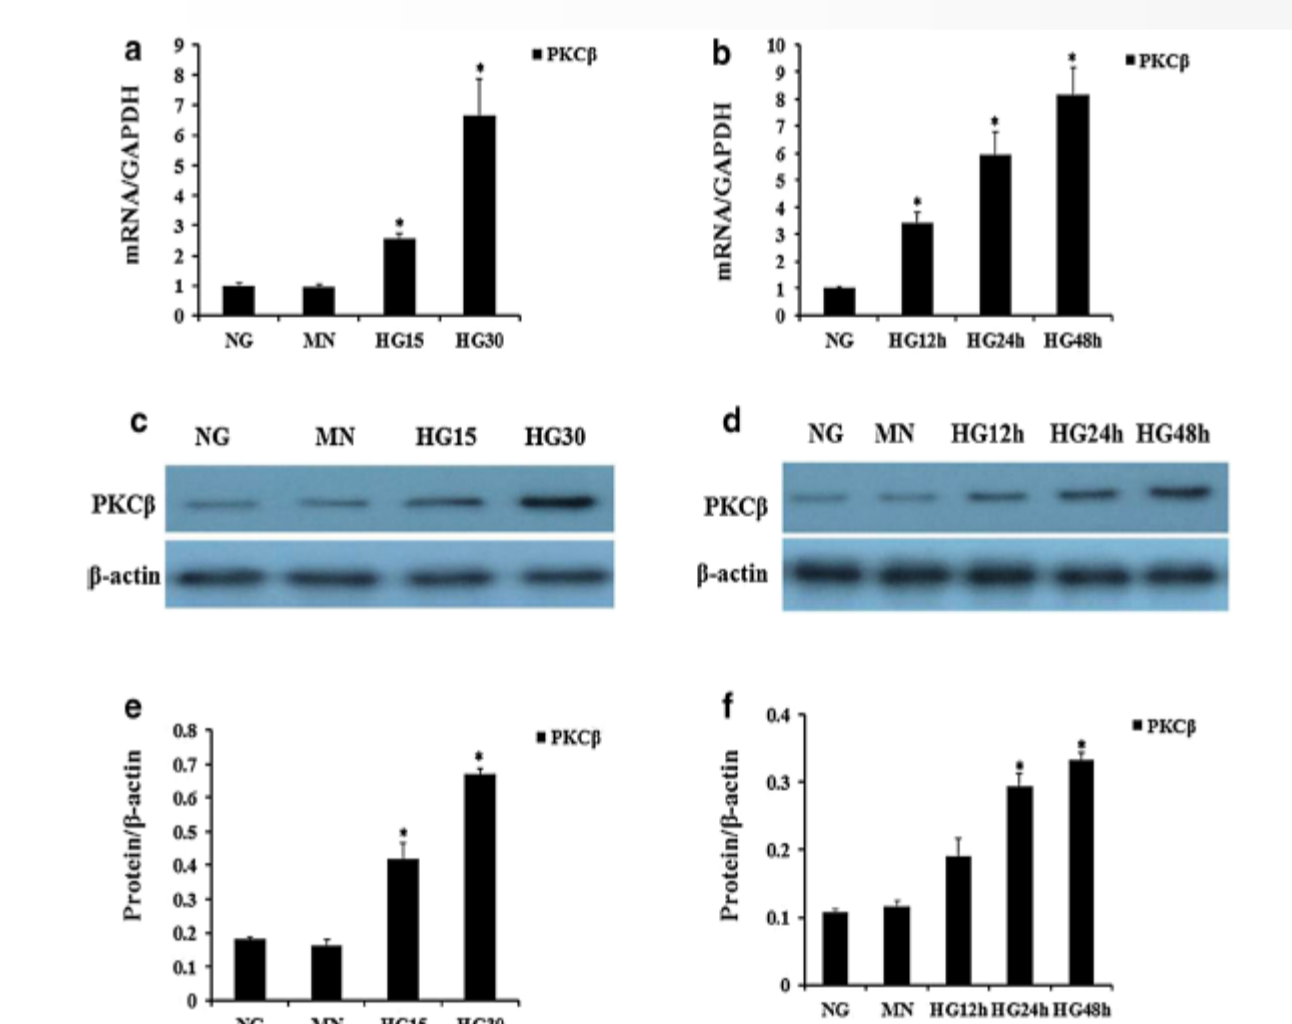 a
9
8
7
6
5
4
3
2
1
0
mRNA/GAPDH
PKCβ
*
*
NG MN HG15 HG30
b
10
9
8
7
6
5
4
3
2
1
0
mRNA/GAPDH
PKCβ
*
*
*
NG HG12h HG24h HG48h
c
NG MN HG15 HG30
PKCβ
β-actin
d
NG MN HG12h HG24h HG48h
PKCβ
β-actin
e
0.8
0.7
0.6
0.5
0.4
0.3
0.2
0.1
0
Protein/β-actin
PKCβ
*
*
NG MN HG15 HG30
f
0.4
0.3
0.2
0.1
0
Protein/β-actin
PKCβ
*
*
NG MN HG12h HG24h HG48h